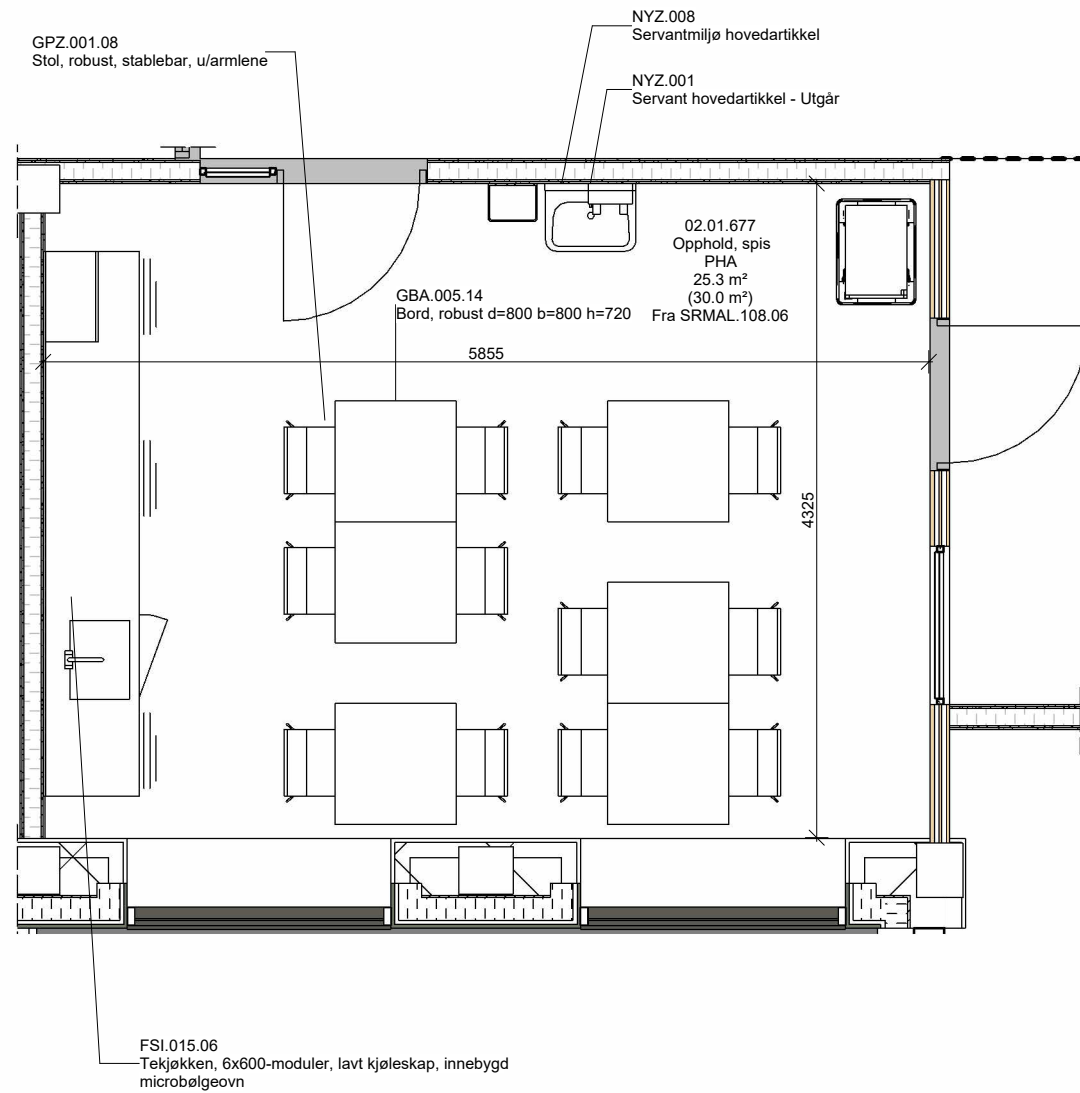 NYZ.008
Servantmiljø hovedartikkel
GPZ.001.08
Stol, robust, stablebar, u/armlene
NYZ.001
Servant hovedartikkel - Utgår
02.01.677
Opphold, spis
PHA
25.3 m²
(30.0 m²)
Fra SRMAL.108.06
GBA.005.14
Bord, robust d=800 b=800 h=720
5855
4325
FSI.015.06
Tekjøkken, 6x600-moduler, lavt kjøleskap, innebygd
microbølgeovn